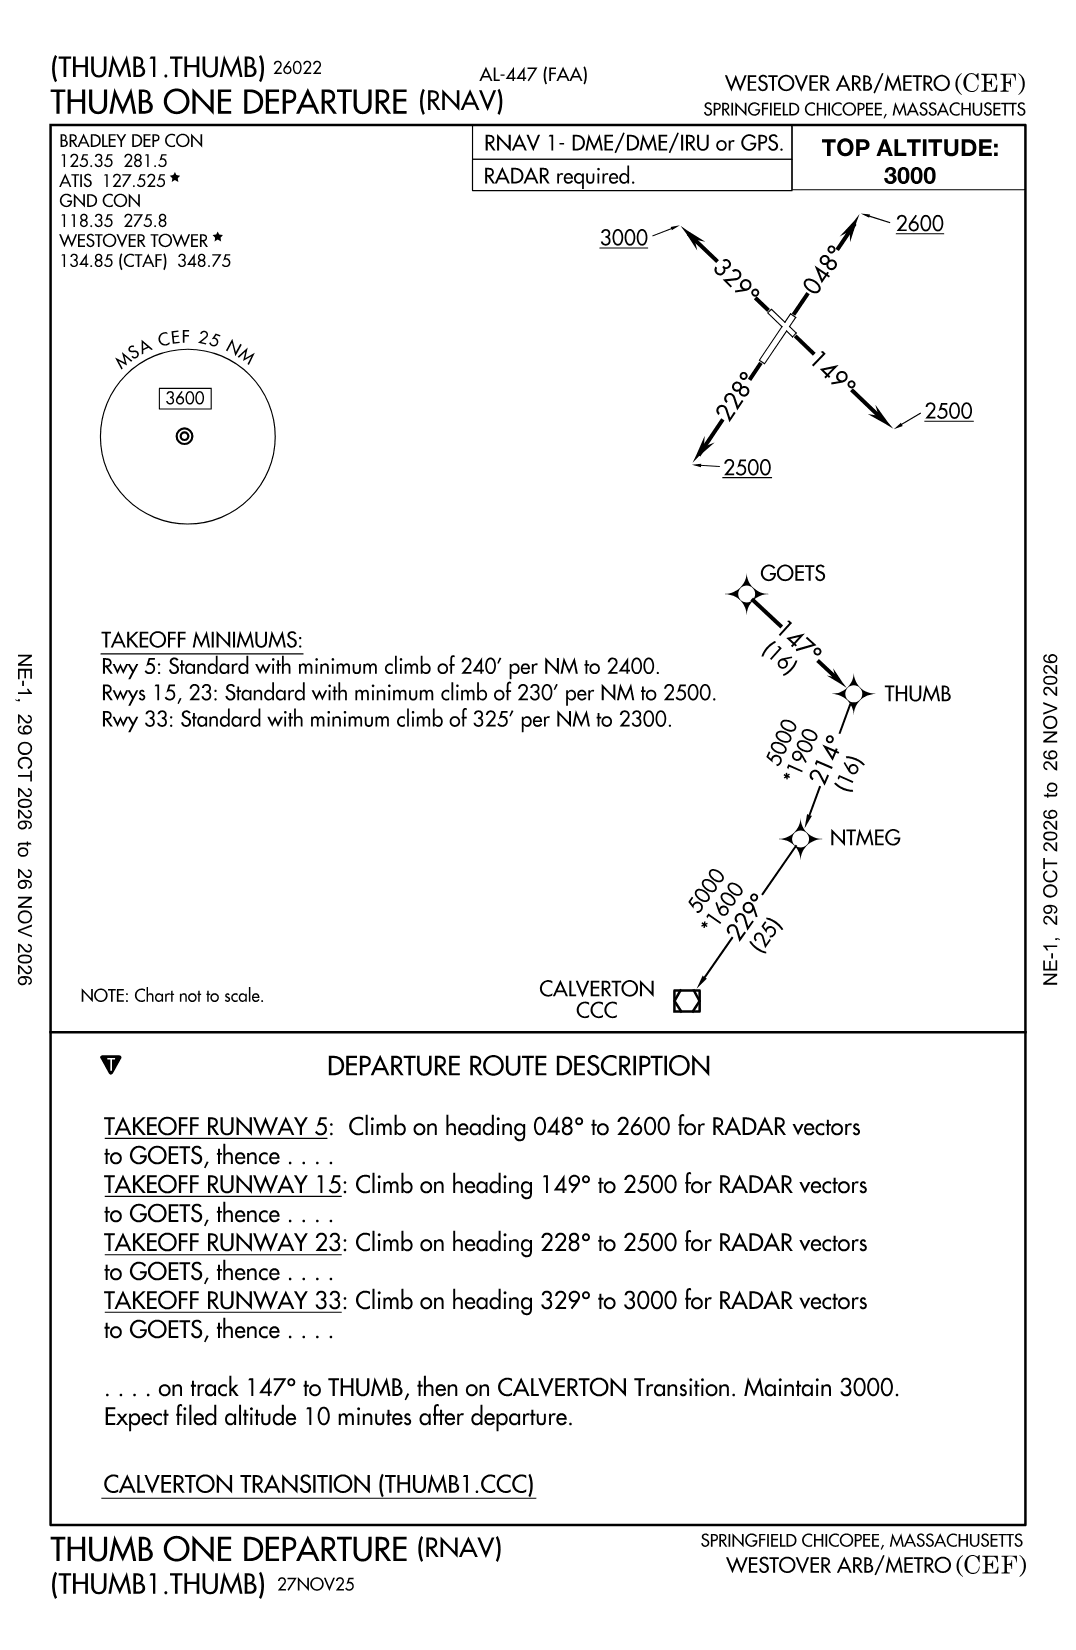 (THUMB1.THUMB) 26022
AL-447 (FAA)
WESTOVER ARB/METRO (CEF)
THUMB ONE DEPARTURE (RNAV)
SPRINGFIELD CHICOPEE, MASSACHUSETTS
BRADLEY DEP CON
125.35 281.5
ATIS 127.525 ★
GND CON
118.35 275.8
WESTOVER TOWER ★
134.85 (CTAF) 348.75
RNAV 1- DME/DME/IRU or GPS.
RADAR required.
TOP ALTITUDE:
3000
3000
2600
329°
048°
149°
228°
2500
2500
MSA CEF 25 NM
3600
GOETS
147°
(16)
THUMB
TAKEOFF MINIMUMS:
Rwy 5: Standard with minimum climb of 240' per NM to 2400.
Rwys 15, 23: Standard with minimum climb of 230' per NM to 2500.
Rwy 33: Standard with minimum climb of 325' per NM to 2300.
5000
*1900
214°
(16)
NTMEG
5000
*1600
229°
(25)
CALVERTON
CCC
NOTE: Chart not to scale.
NE-1, 29 OCT 2026 to 26 NOV 2026
NE-1, 29 OCT 2026 to 26 NOV 2026
T
DEPARTURE ROUTE DESCRIPTION
TAKEOFF RUNWAY 5: Climb on heading 048° to 2600 for RADAR vectors
to GOETS, thence . . . .
TAKEOFF RUNWAY 15: Climb on heading 149° to 2500 for RADAR vectors
to GOETS, thence . . . .
TAKEOFF RUNWAY 23: Climb on heading 228° to 2500 for RADAR vectors
to GOETS, thence . . . .
TAKEOFF RUNWAY 33: Climb on heading 329° to 3000 for RADAR vectors
to GOETS, thence . . . .
. . . . on track 147° to THUMB, then on CALVERTON Transition. Maintain 3000.
Expect filed altitude 10 minutes after departure.
CALVERTON TRANSITION (THUMB1.CCC)
THUMB ONE DEPARTURE (RNAV)
SPRINGFIELD CHICOPEE, MASSACHUSETTS
WESTOVER ARB/METRO (CEF)
(THUMB1.THUMB) 27NOV25